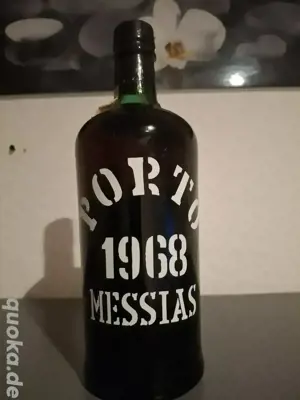 PORTO
1968
MESSIAS
quoka.de